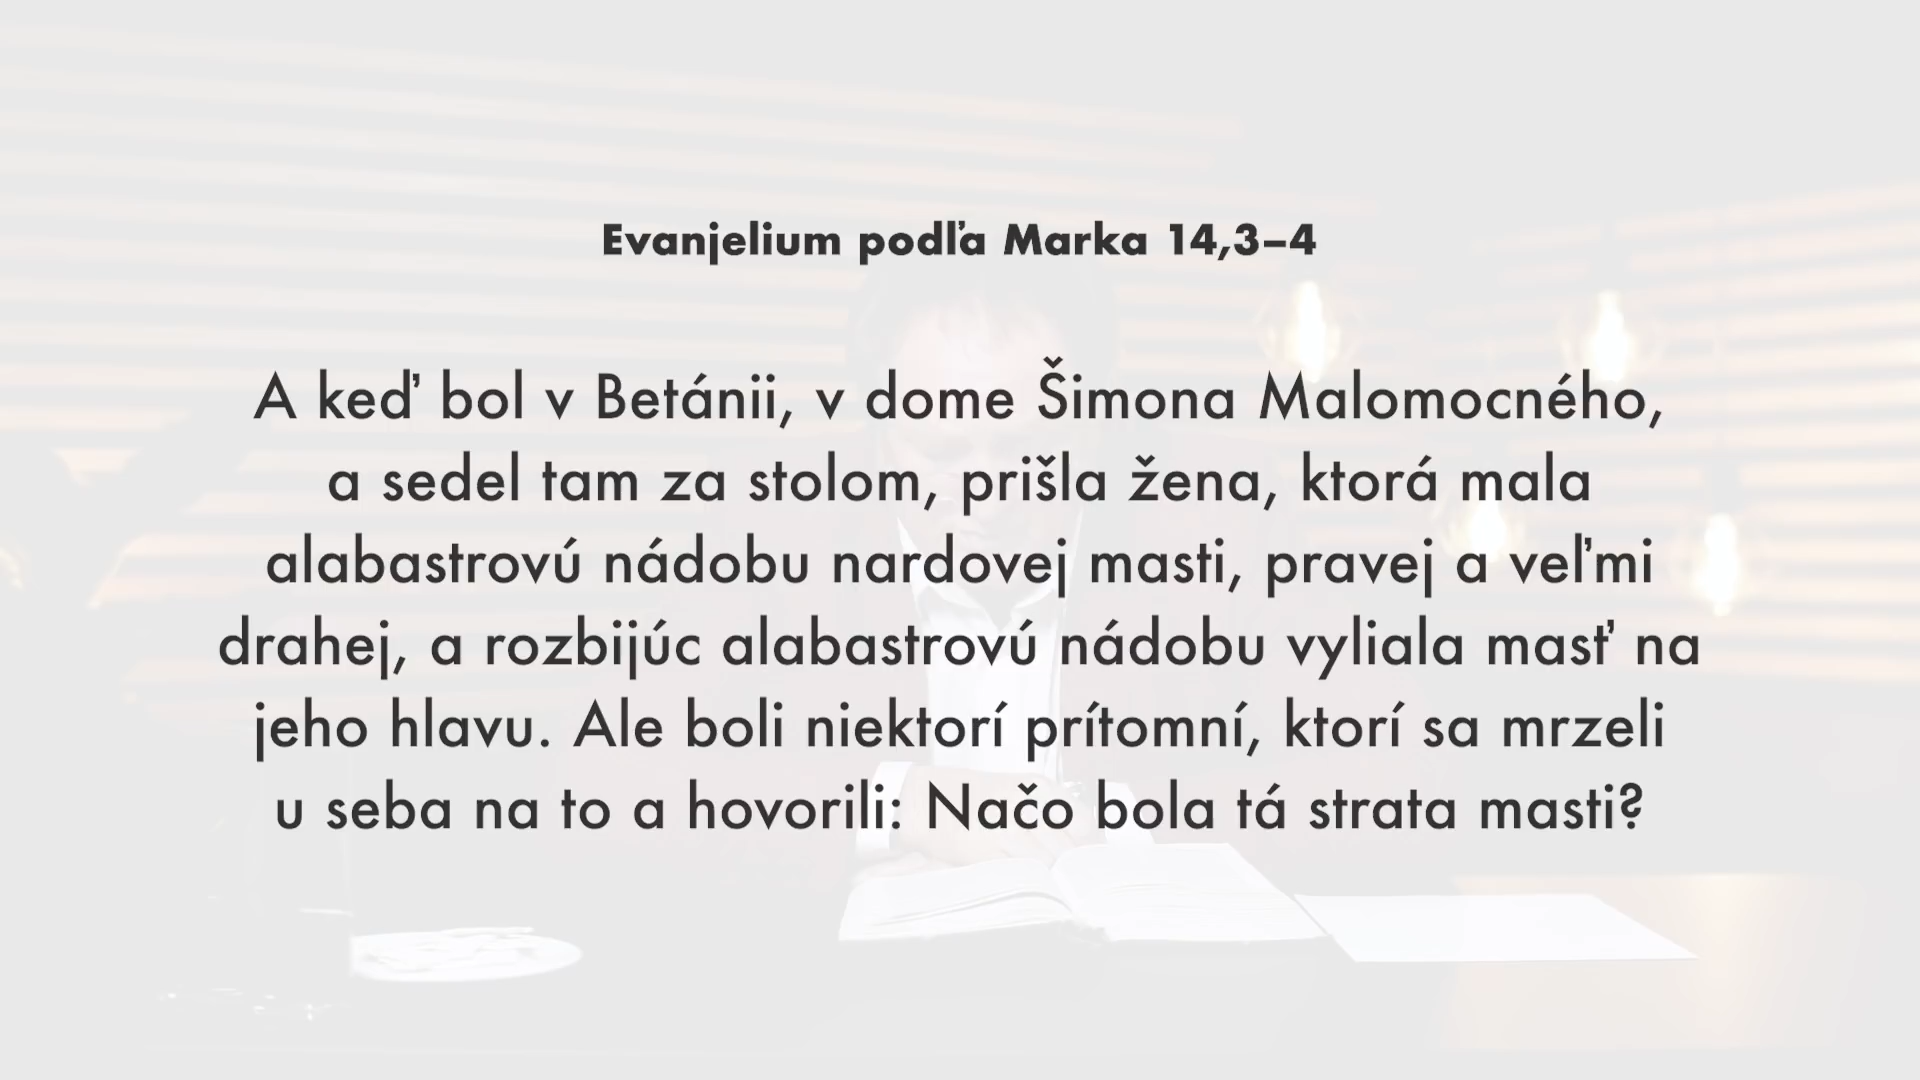 Evanjelium podľa Marka 14,3–4
A keď bol v Betánii, v dome Šimona Malomocného,
a sedel tam za stolom, prišla žena, ktorá mala
alabastrovú nádobu nardovej masti, pravej a veľmi
drahej, a rozbijúc alabastrovú nádobu vyliala masť na
jeho hlavu. Ale boli niektorí prítomní, ktorí sa mrzeli
u seba na to a hovorili: Načo bola tá strata masti?